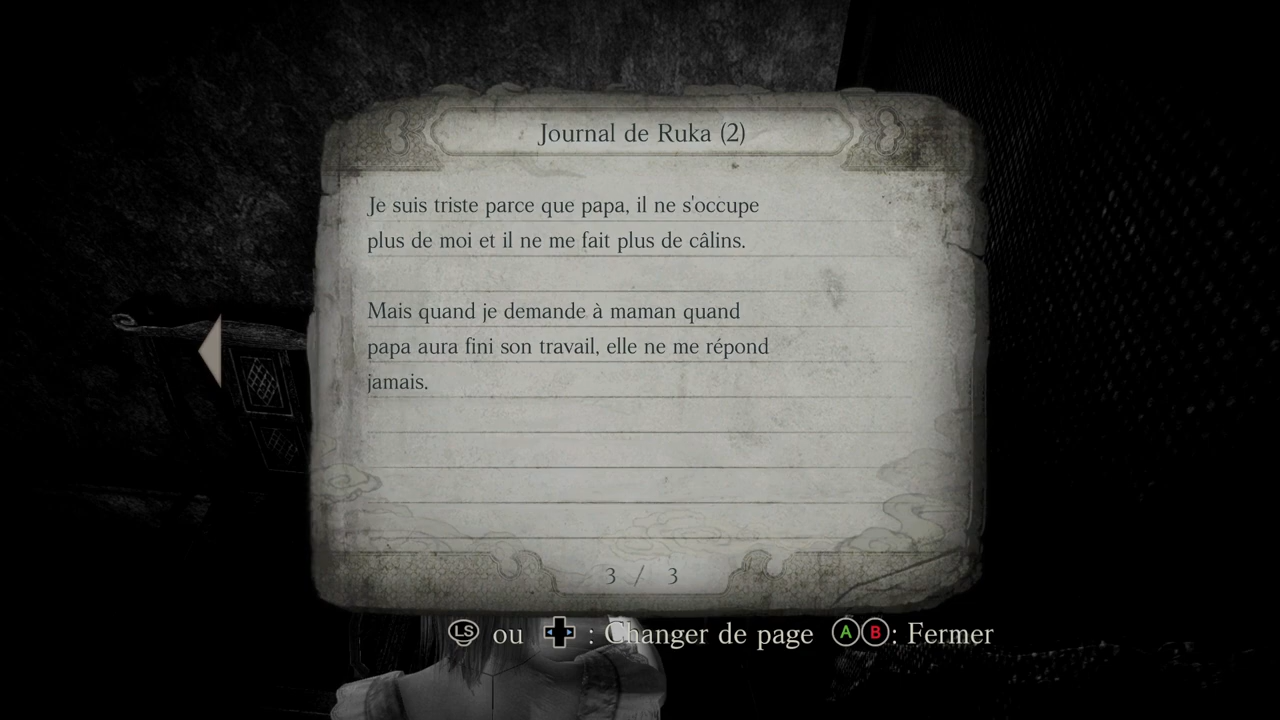 Journal de Ruka (2)
Je suis triste parce que papa, il ne s'occupe
plus de moi et il ne me fait plus de câlins.
Mais quand je demande à maman quand
papa aura fini son travail, elle ne me répond
jamais.
3 / 3
LS ou : Changer de page A B : Fermer